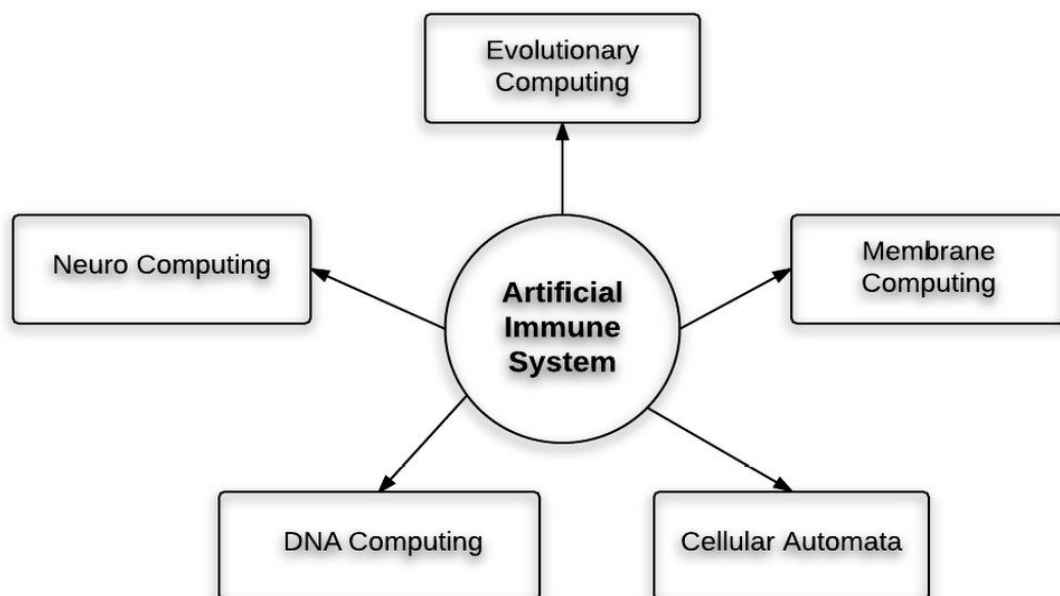 Evolutionary
Computing
Neuro Computing
Membrane
Computing
Artificial
Immune
System
DNA Computing
Cellular Automata